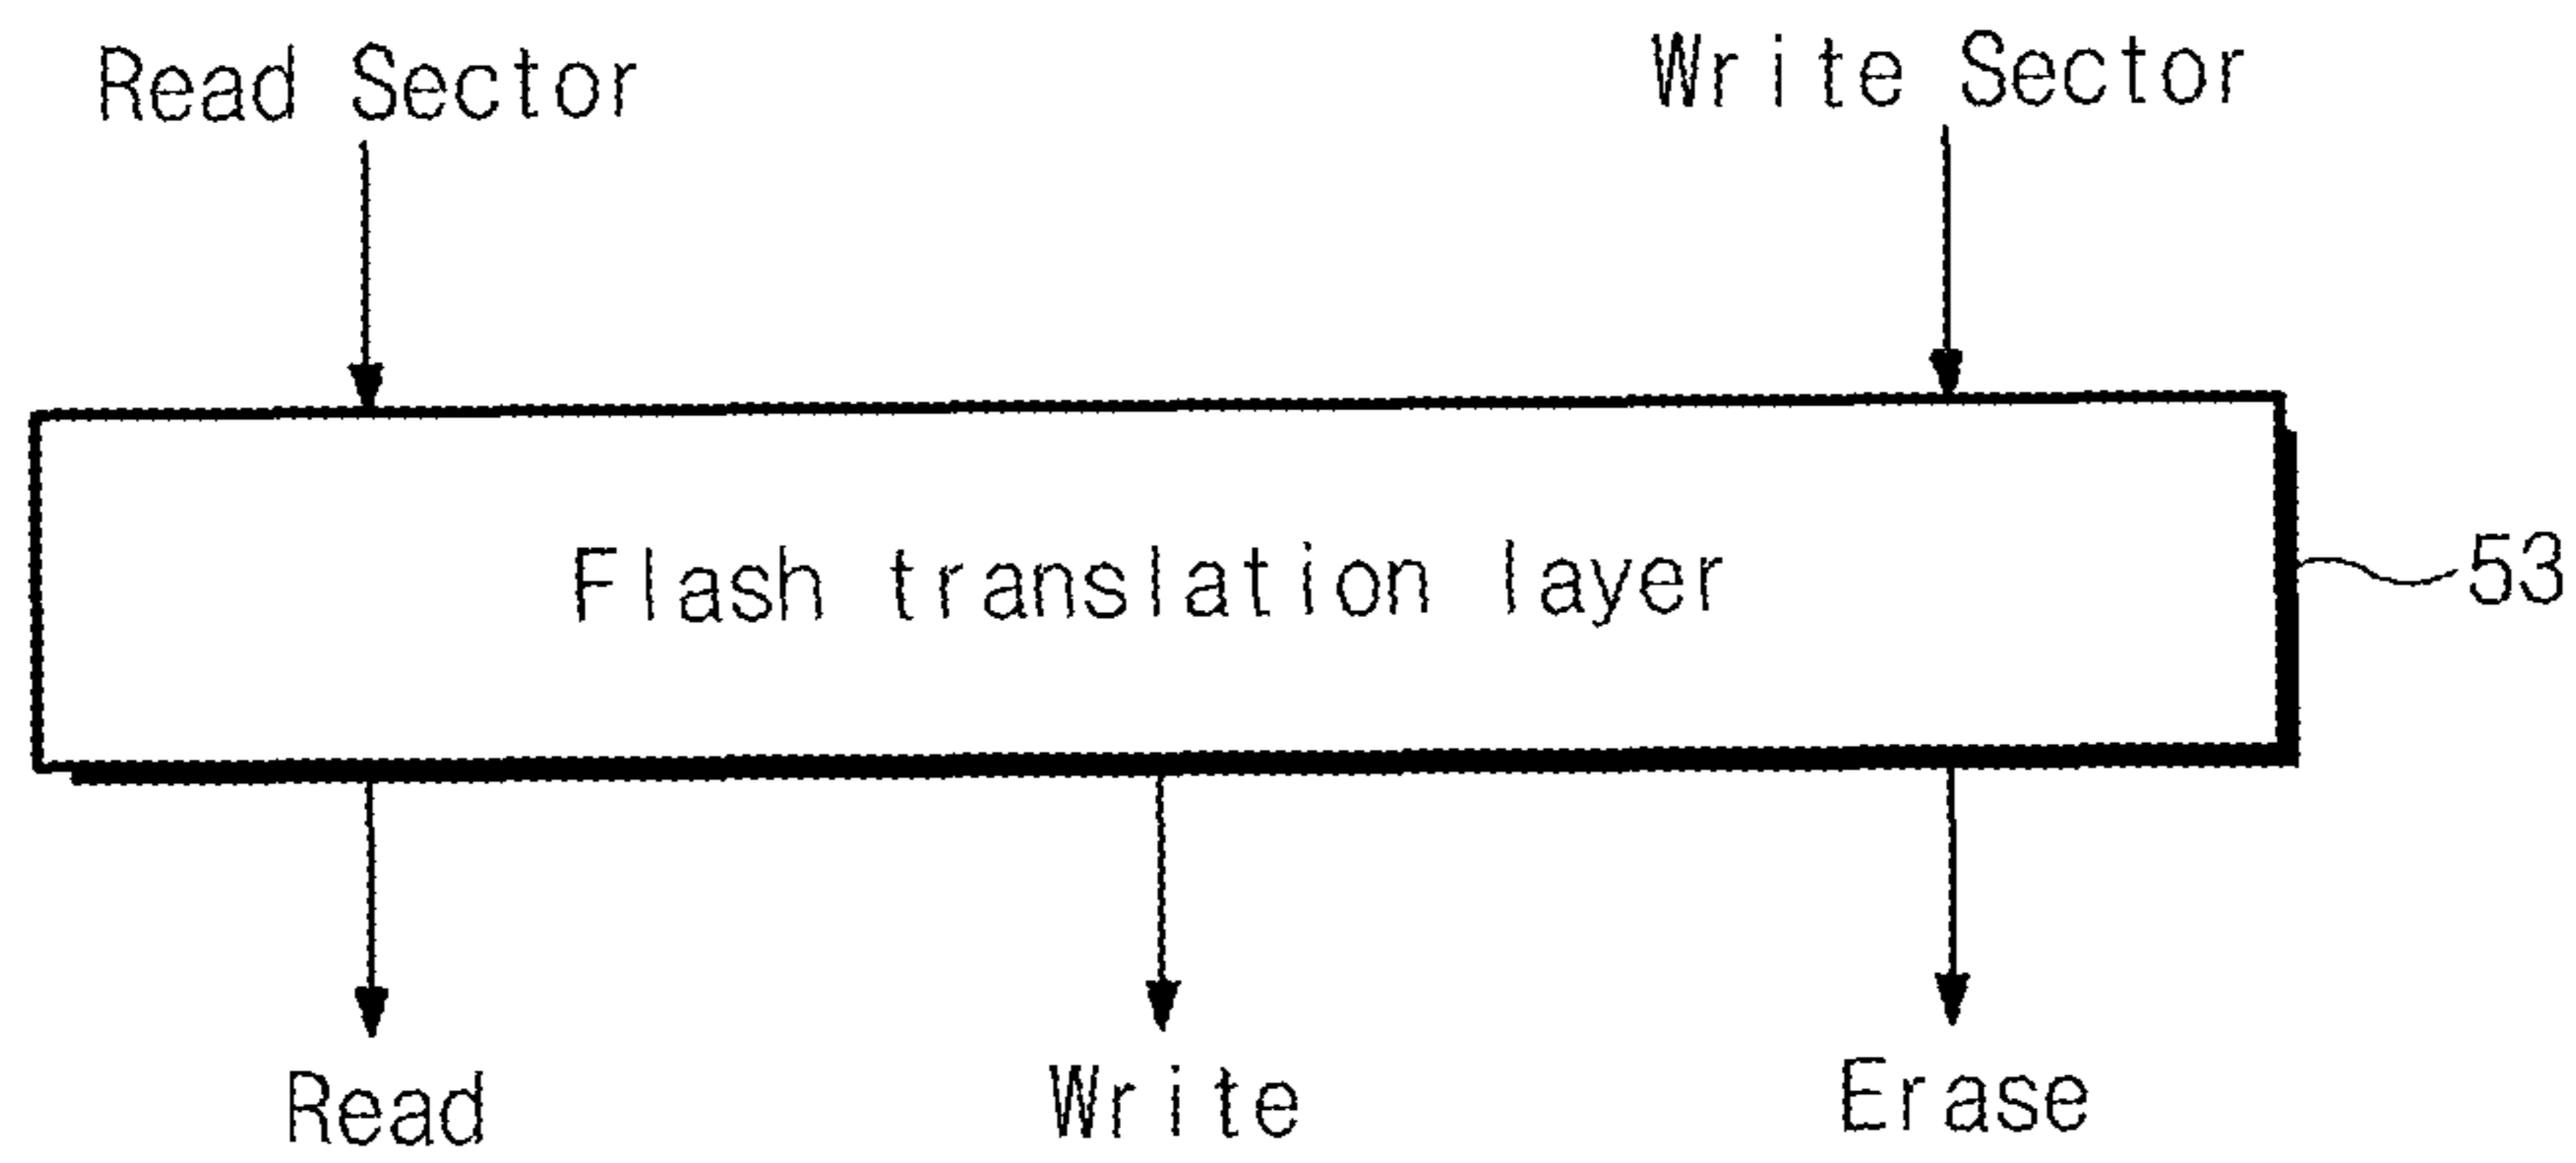 Read Sector Write Sector
Flash translation layer 53
Read Write Erase